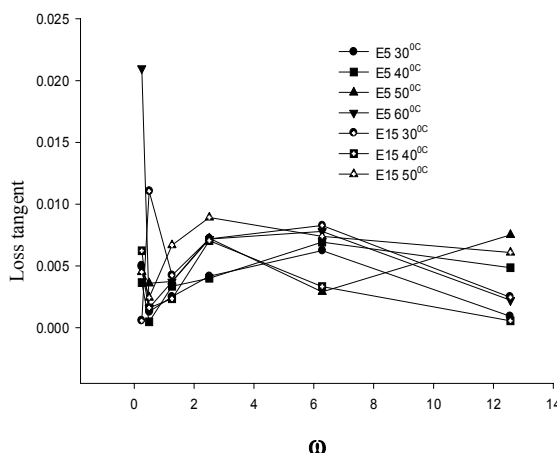 0.025
0.020
0.015
0.010
0.005
0.000
Loss tangent
E5 30⁰ᶜ
E5 40⁰ᶜ
E5 50⁰ᶜ
E5 60⁰ᶜ
E15 30⁰ᶜ
E15 40⁰ᶜ
E15 50⁰ᶜ
0 2 4 6 8 10 12 14
ω